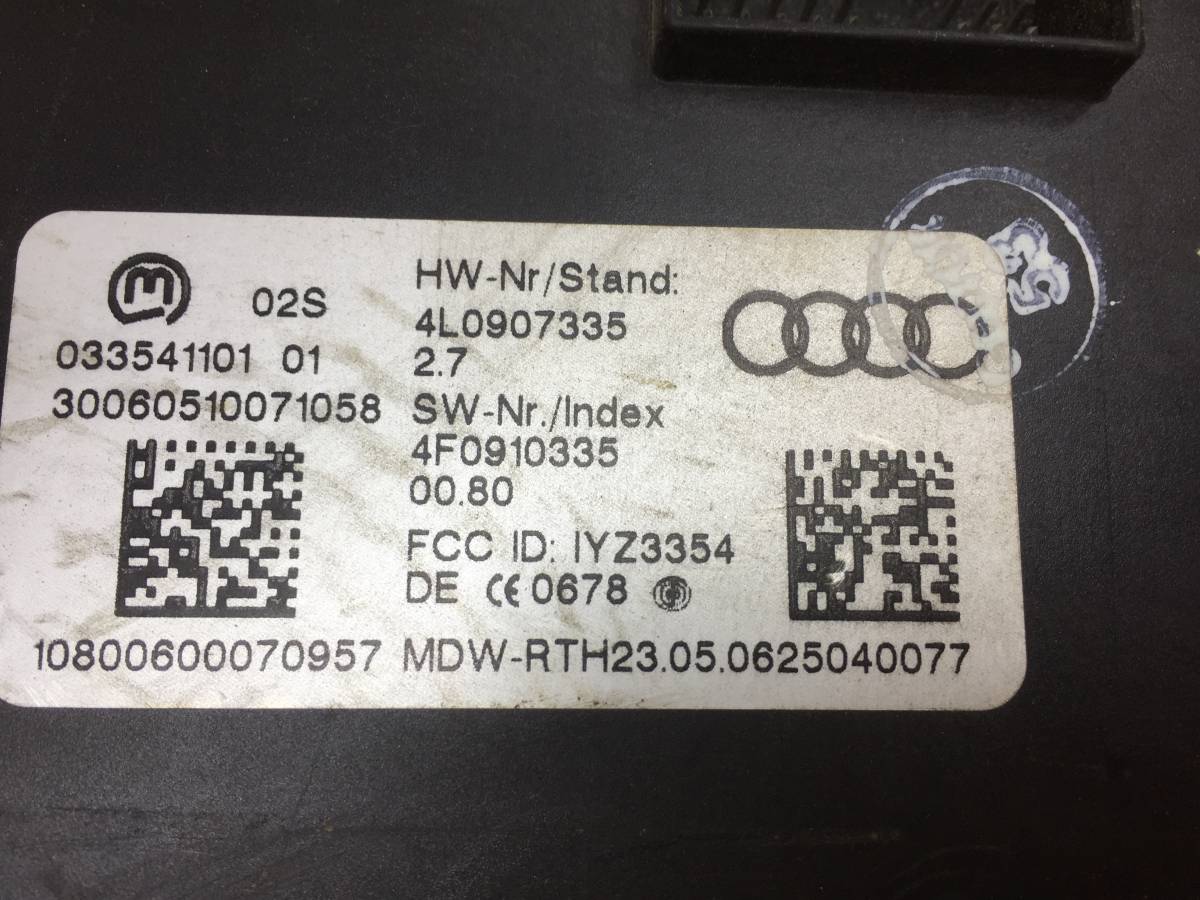 02S
033541101 01
30060510071058
HW-Nr/Stand:
4L0907335
2.7
SW-Nr./Index
4F0910335
00.80
FCC ID: IYZ3354
DE CE 0678
10800600070957 MDW-RTH23.05.0625040077